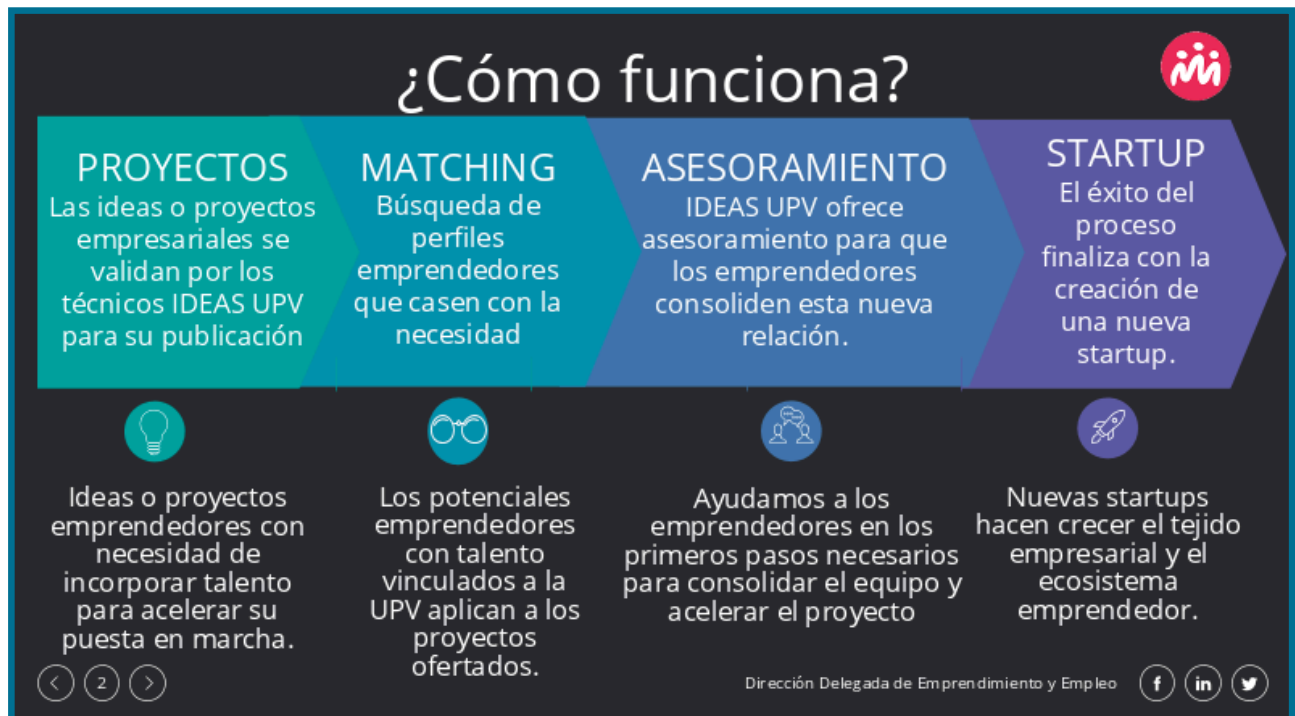 ¿Cómo funciona?
PROYECTOS
Las ideas o proyectos
empresariales se
validan por los
técnicos IDEAS UPV
para su publicación
MATCHING
Búsqueda de
perfiles
emprendedores
que casen con la
necesidad
ASESORAMIENTO
IDEAS UPV ofrece
asesoramiento para que
los emprendedores
consoliden esta nueva
relación.
STARTUP
El éxito del
proceso
finaliza con la
creación de
una nueva
startup.
Ideas o proyectos
emprendedores con
necesidad de
incorporar talento
para acelerar su
puesta en marcha.
Los potenciales
emprendedores
con talento
vinculados a la
UPV aplican a los
proyectos
ofertados.
Ayudamos a los
emprendedores en los
primeros pasos necesarios
para consolidar el equipo y
acelerar el proyecto
Nuevas startups
hacen crecer el tejido
empresarial y el
ecosistema
emprendedor.
2
Dirección Delegada de Emprendimiento y Empleo
f
in